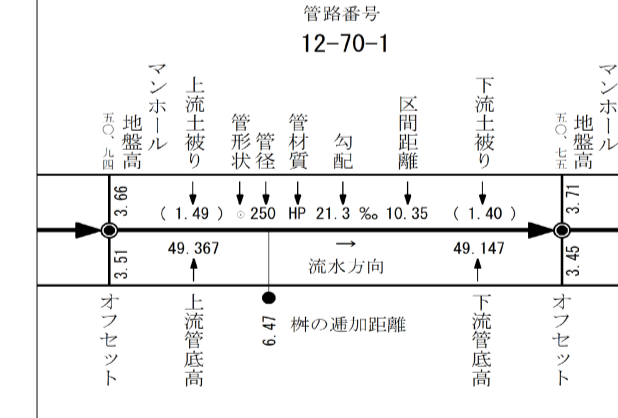 管路番号
12-70-1
マンホール
地盤高
五〇、九四
上流土被り
管形状
管径
管材質
勾配
区間距離
下流土被り
マンホール
地盤高
五〇、七五
3.66
( 1.49 ) ◎ 250 HP 21.3 ‰ 10.35 ( 1.40 )
3.71
3.51
49.367
→
流水方向
49.147
3.45
オフセット
上流管底高
6.47
桝の逓加距離
下流管底高
オフセット